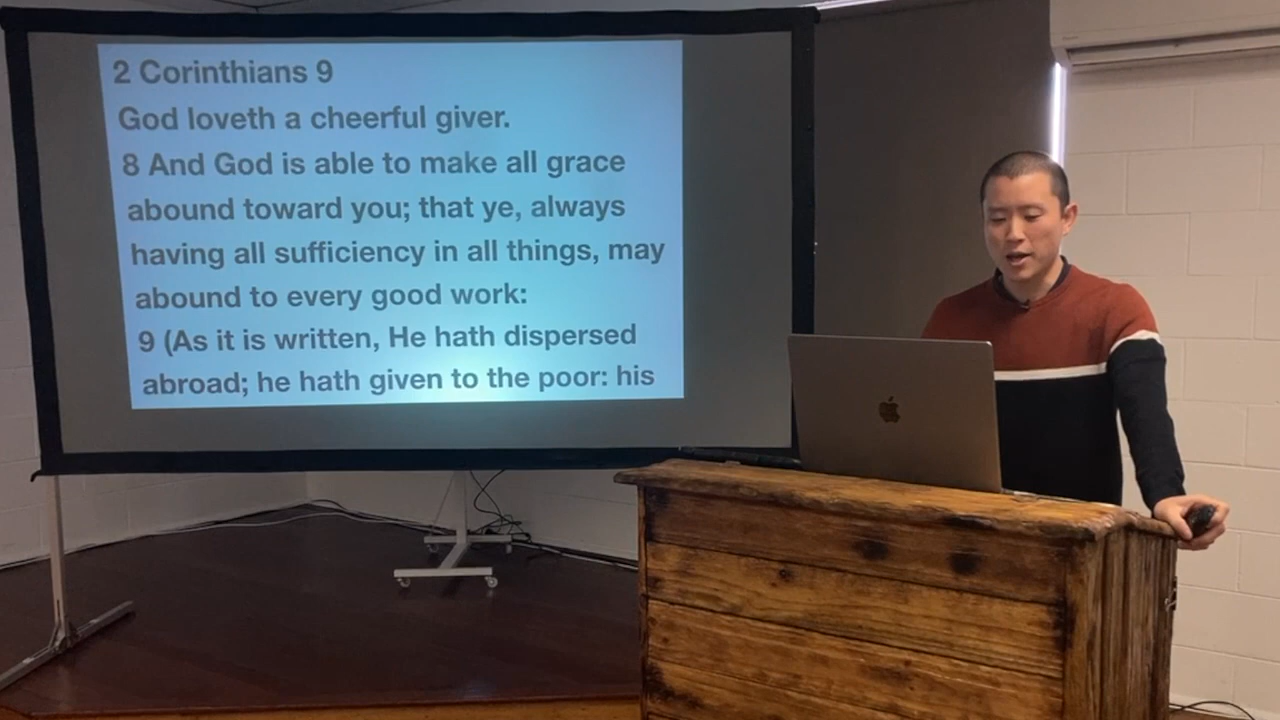 2 Corinthians 9
God loveth a cheerful giver.
8 And God is able to make all grace
abound toward you; that ye, always
having all sufficiency in all things, may
abound to every good work:
9 (As it is written, He hath dispersed
abroad; he hath given to the poor: his